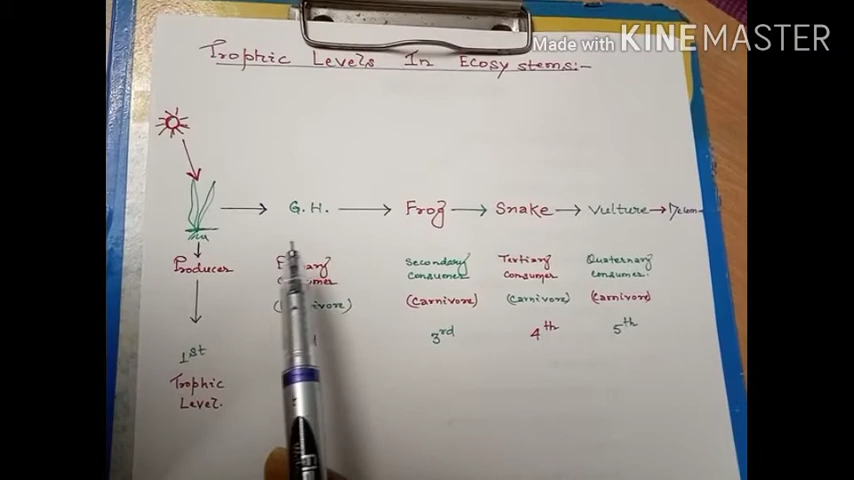 Made with KINEMASTER
Trophic Levels In Ecosystems:-
G.H. Frog Snake Vulture
Producer
Secondary Consumer
(Carnivore)
3rd
Tertiary Consumer
(Carnivore)
4th
Quaternary Consumer.
(Carnivore)
5th
1st
Trophic
Level.